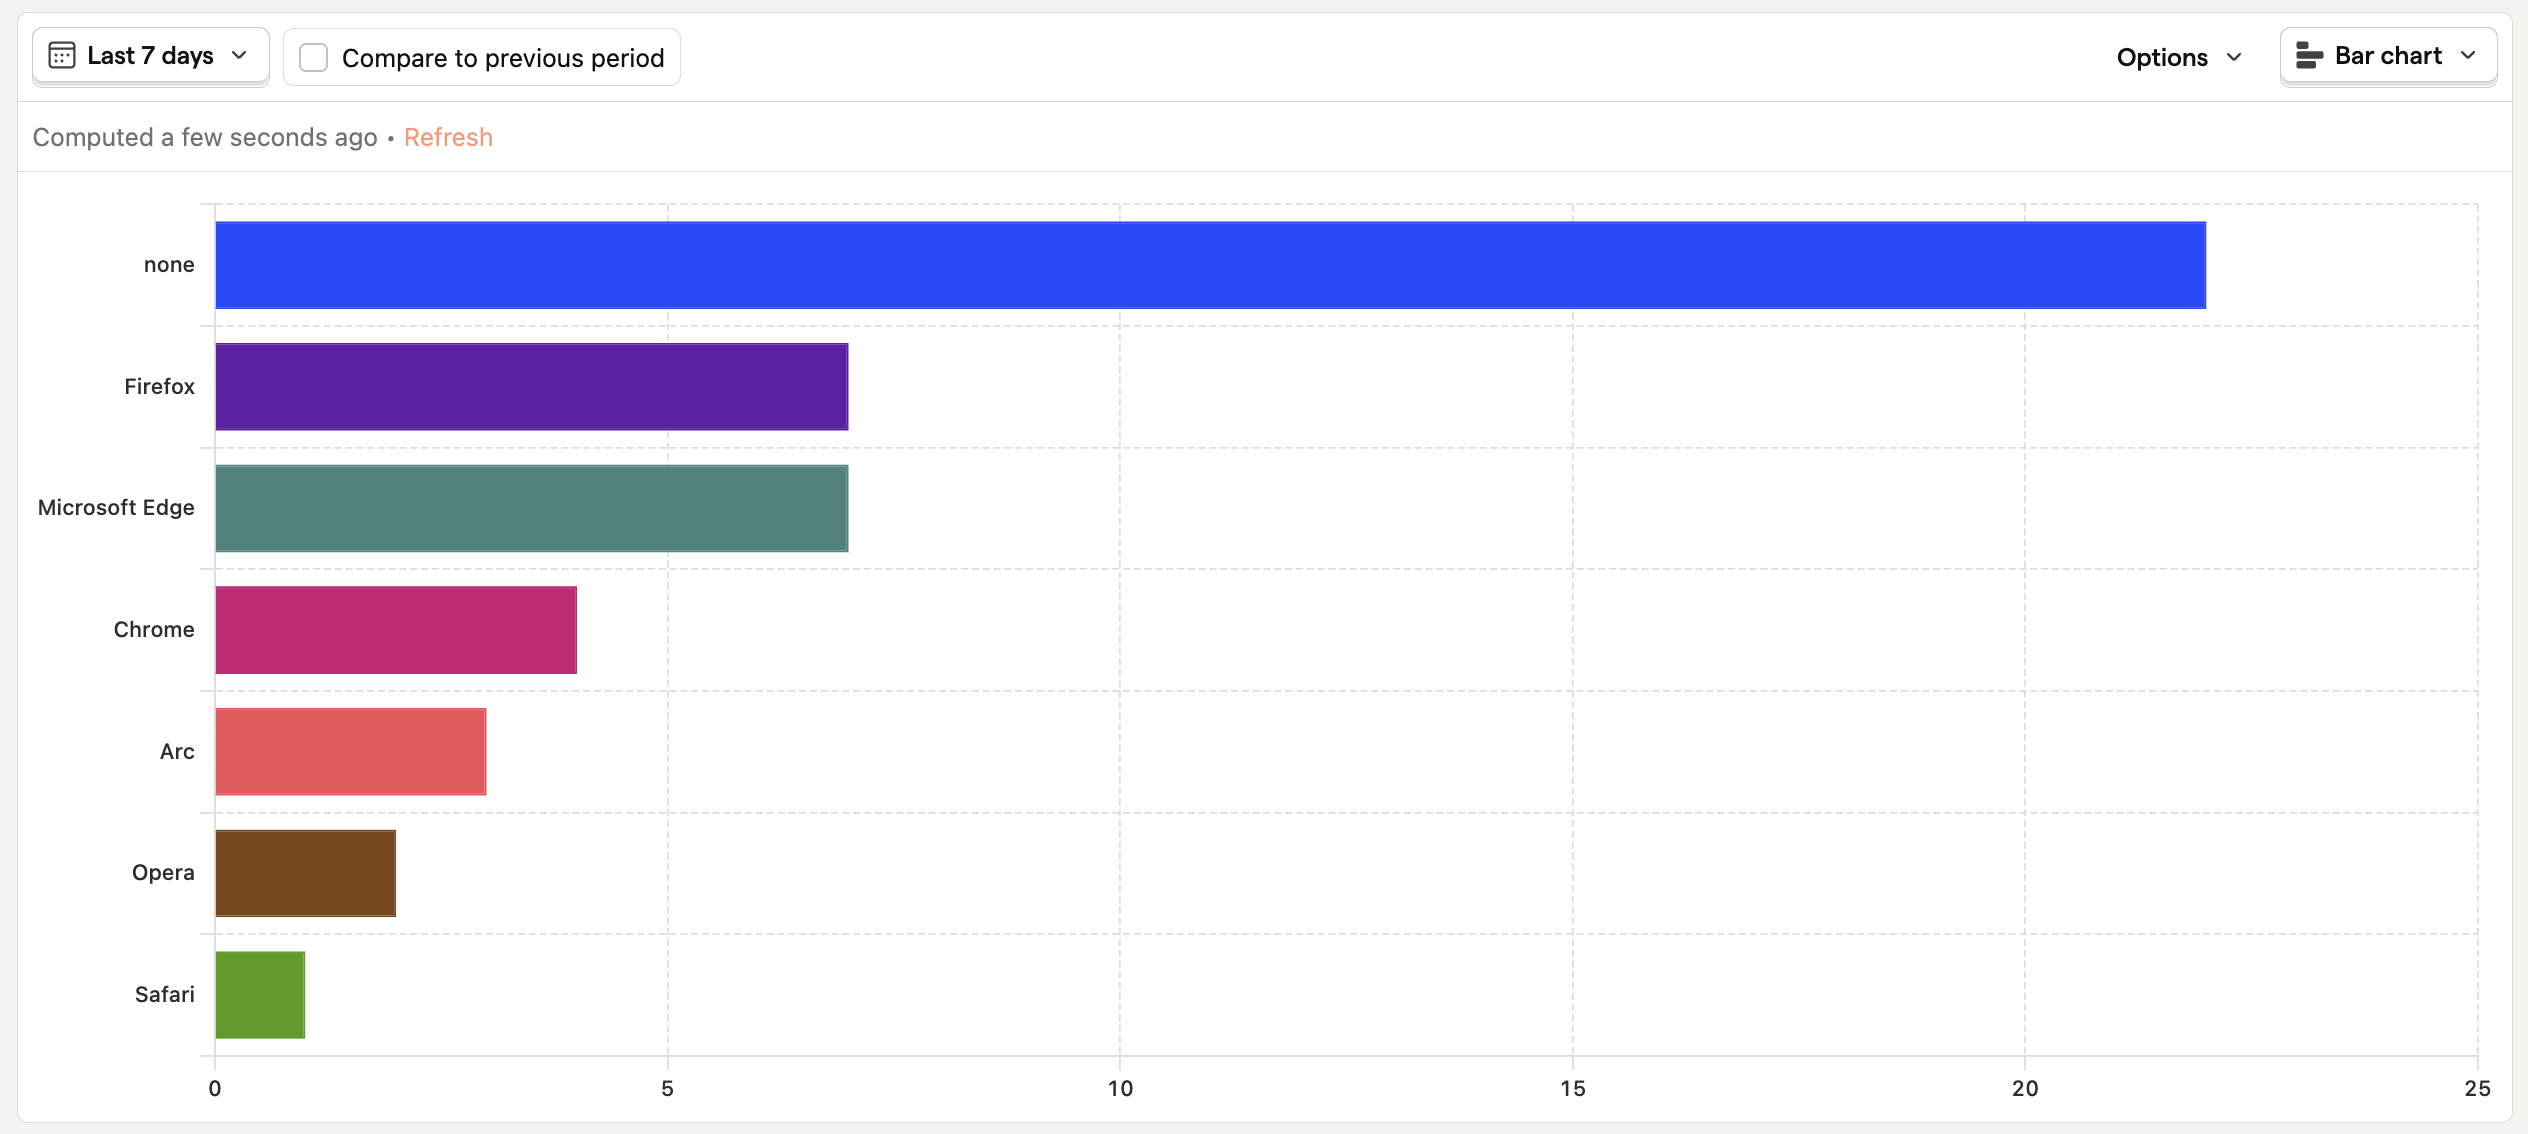 Last 7 days
Compare to previous period
Options
Bar chart
Computed a few seconds ago • Refresh
none
Firefox
Microsoft Edge
Chrome
Arc
Opera
Safari
0 5 10 15 20 25